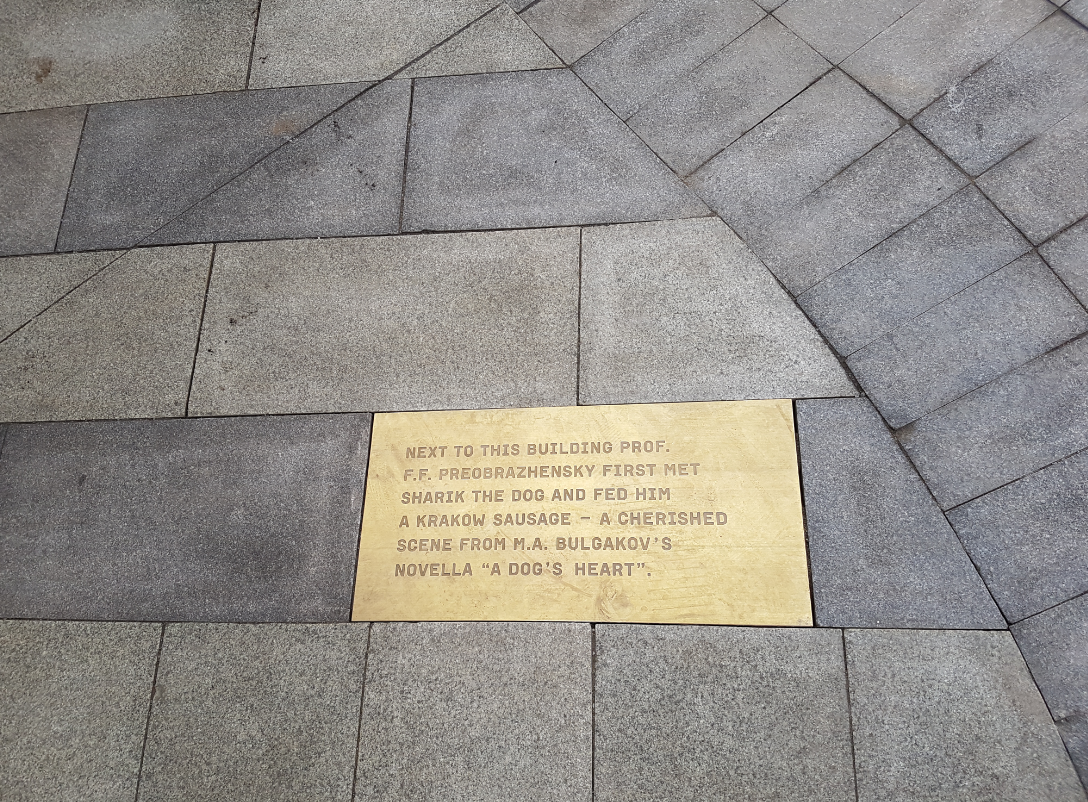 NEXT TO THIS BUILDING PROF.
F.F. PREOBRAZHENSKY FIRST MET
SHARIK THE DOG AND FED HIM
A KRAKOW SAUSAGE – A CHERISHED
SCENE FROM M.A. BULGAKOV'S
NOVELLA “A DOG'S HEART”.